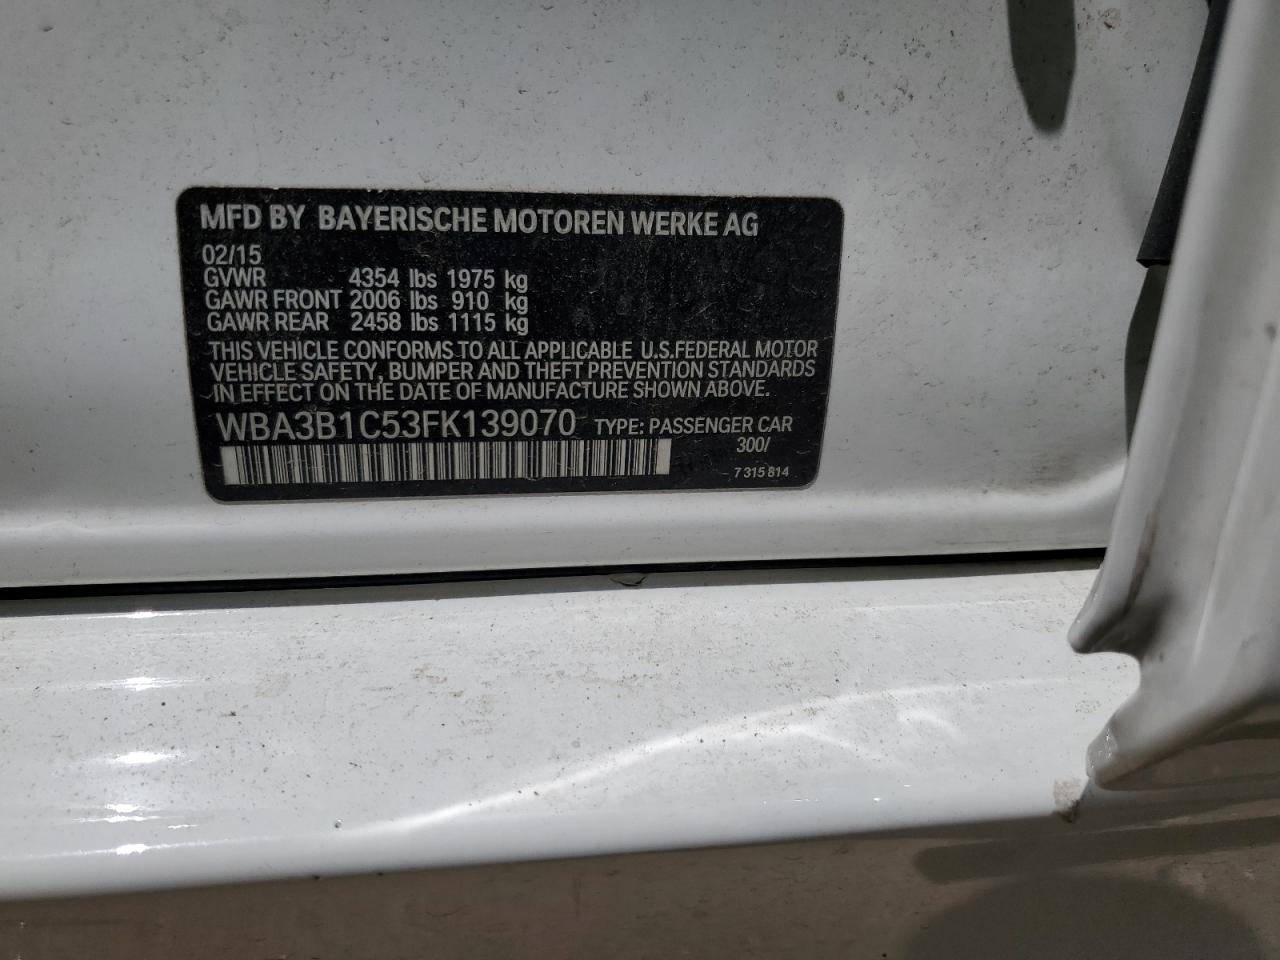 MFD BY BAYERISCHE MOTOREN WERKE AG
02/15
GVWR 4354 lbs 1975 kg
GAWR FRONT 2006 lbs 910 kg
GAWR REAR 2458 lbs 1115 kg
THIS VEHICLE CONFORMS TO ALL APPLICABLE U.S.FEDERAL MOTOR
VEHICLE SAFETY, BUMPER AND THEFT PREVENTION STANDARDS
IN EFFECT ON THE DATE OF MANUFACTURE SHOWN ABOVE.
WBA3B1C53FK139070 TYPE: PASSENGER CAR
300/
7 315 814